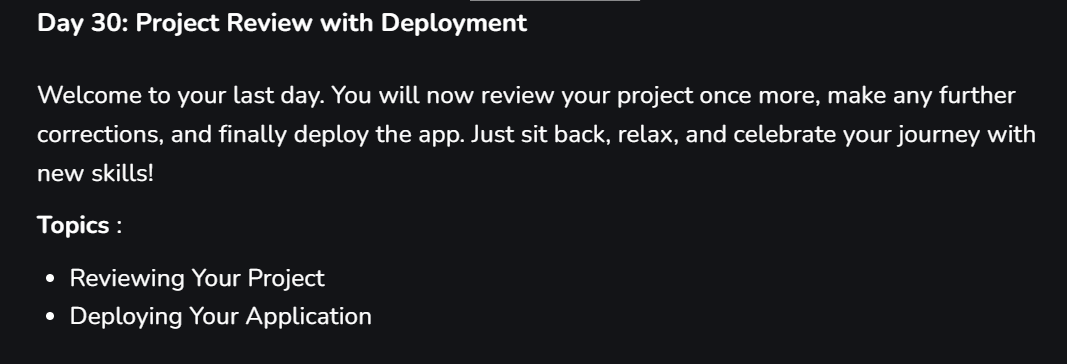 Day 30: Project Review with Deployment
Welcome to your last day. You will now review your project once more, make any further
corrections, and finally deploy the app. Just sit back, relax, and celebrate your journey with
new skills!
Topics :
• Reviewing Your Project
• Deploying Your Application